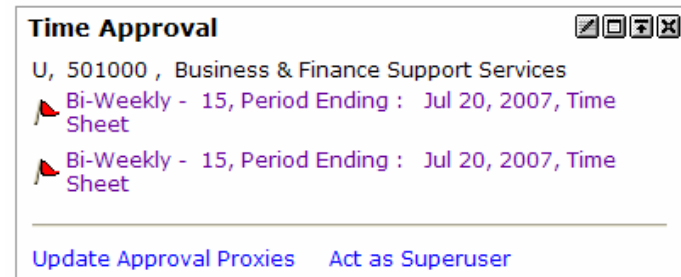 Time Approval
U, 501000 , Business & Finance Support Services
Bi-Weekly - 15, Period Ending : Jul 20, 2007, Time
Sheet
Bi-Weekly - 15, Period Ending : Jul 20, 2007, Time
Sheet
Update Approval Proxies Act as Superuser